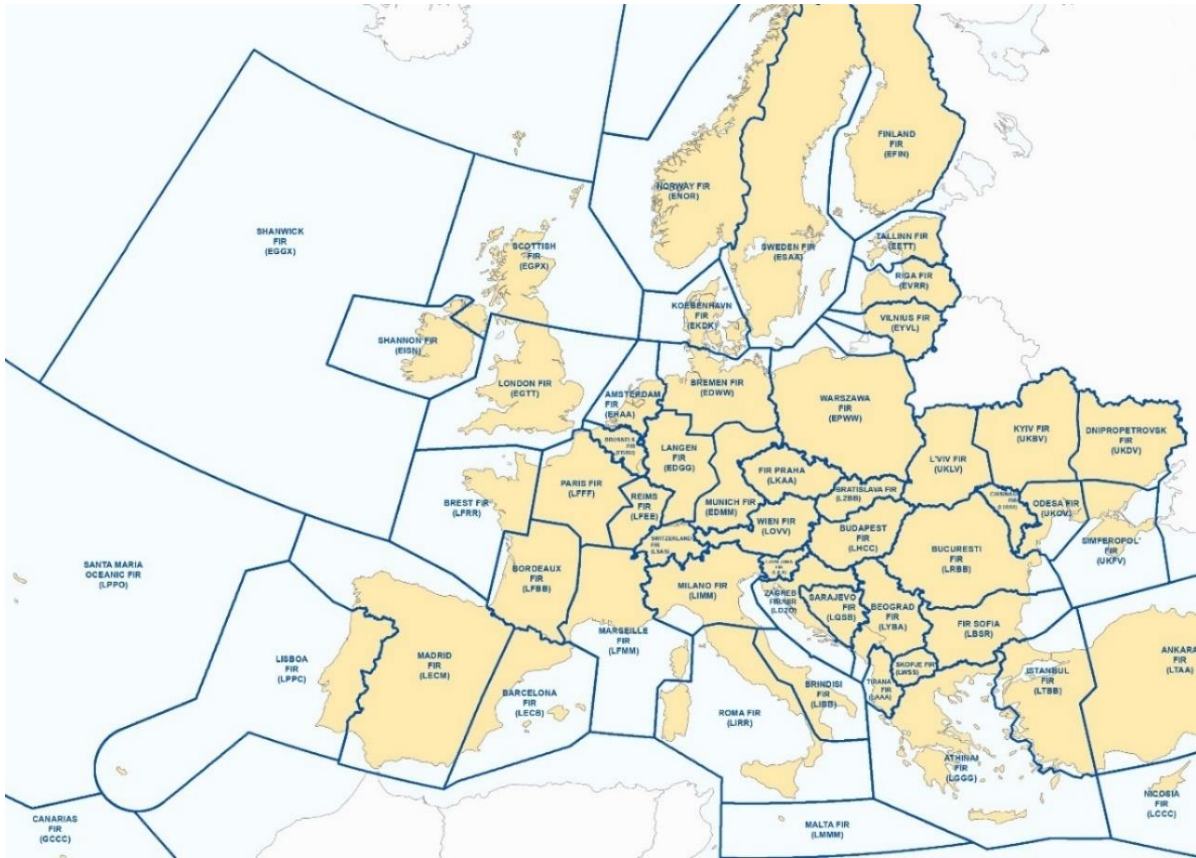 FINLAND
FIR
(EFIN)
NORWAY FIR
(ENOR)
SHANWICK
FIR
(EGGX)
SCOTTISH
FIR
(EGPX)
SWEDEN FIR
(ESAA)
TALLINN FIR
(EETT)
RIGA FIR
(EVRR)
KOEBENHAVN
FIR
(EKDK)
VILNIUS FIR
(EYVL)
SHANNON FIR
(EISN)
LONDON FIR
(EGTT)
AMSTERDAM
FIR
(EHAA)
BREMEN FIR
(EDWW)
WARSZAWA
FIR
(EPWW)
KYIV FIR
(UKBV)
DNIPROPETROVSK
FIR
(UKDV)
LANGEN
FIR
(EDGG)
L'VIV FIR
(UKLV)
FIR PRAHA
(LKAA)
PARIS FIR
(LFFF)
REIMS
FIR
(LFEE)
MUNICH FIR
(EDMM)
BRATISLAVA FIR
(LZBB)
BREST FIR
(LFRR)
ODESA FIR
(UKOV)
WIEN FIR
(LOVV)
BUDAPEST
FIR
(LHCC)
SIMFEROPOL'
FIR
(UKFV)
SWITZERLAND
FIR
(LSAS)
BUCURESTI
FIR
(LRBB)
SANTA MARIA
OCEANIC FIR
(LPPO)
BORDEAUX
FIR
(LFBB)
MILANO FIR
(LIMM)
ZAGREB
(LDZO)
SARAJEVO
FIR
(LQSB)
BEOGRAD
FIR
(LYBA)
FIR SOFIA
(LBSR)
MARSEILLE
FIR
(LFMM)
LISBOA
FIR
(LPPC)
MADRID
FIR
(LECM)
SKOPJE FIR
(LWSS)
ANKARA
FIR
(LTAA)
ISTANBUL
FIR
(LTBB)
TIRANA
FIR
(LAAA)
BARCELONA
FIR
(LECB)
BRINDISI
FIR
(LIBB)
ROMA FIR
(LIRR)
ATHINAI
FIR
(LGGG)
NICOSIA
FIR
(LCCC)
CANARIAS
FIR
(GCCC)
MALTA FIR
(LMMM)